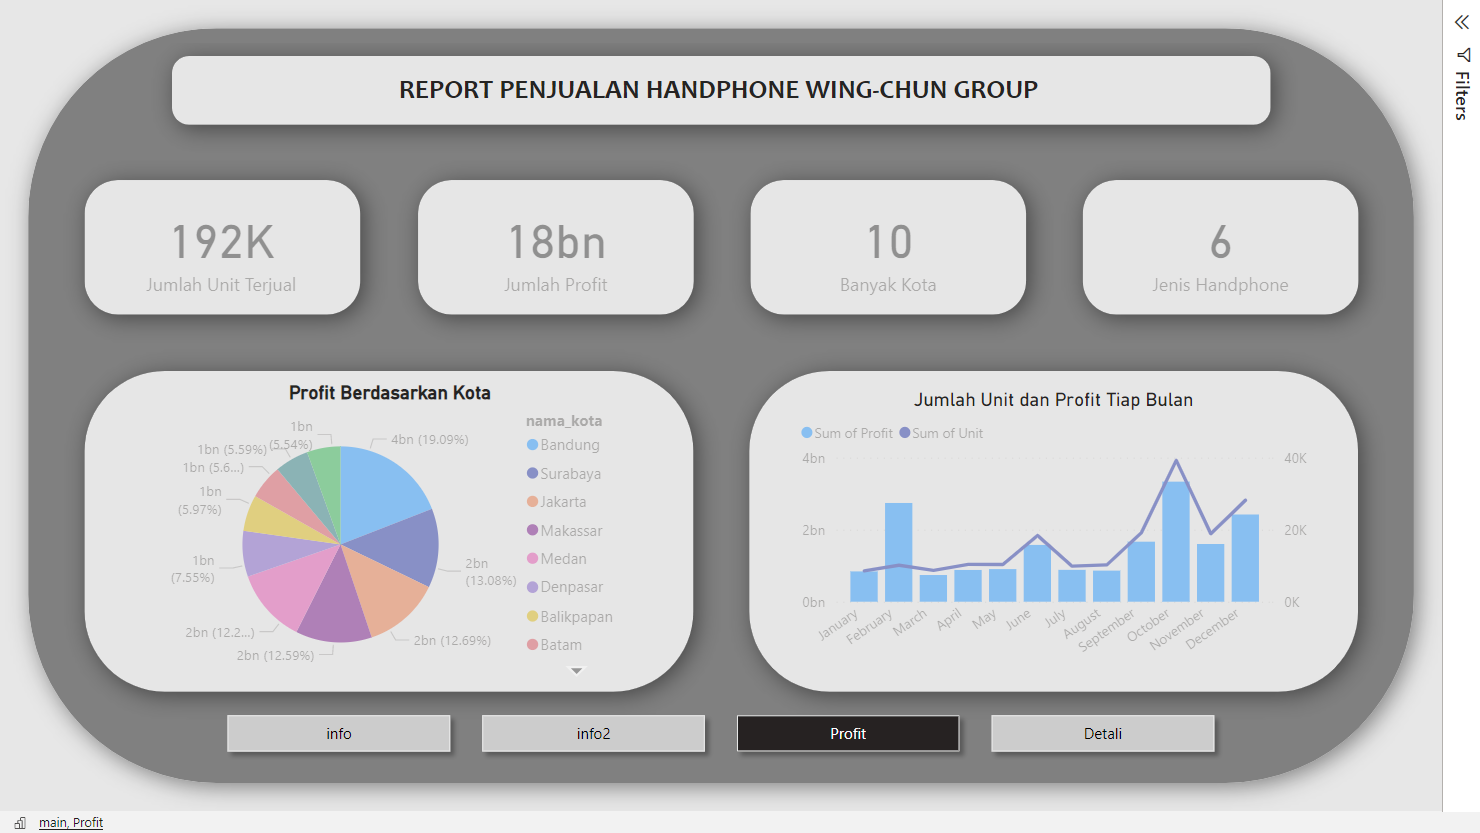 REPORT PENJUALAN HANDPHONE WING-CHUN GROUP
Filters
192K
Jumlah Unit Terjual
18bn
Jumlah Profit
10
Banyak Kota
6
Jenis Handphone
Profit Berdasarkan Kota
1bn
(5.54%)
1bn (5.59%)
1bn (5.6...)
1bn
(5.97%)
1bn
(7.55%)
2bn (12.2...)
2bn (12.59%)
2bn (12.69%)
2bn
(13.08%)
4bn (19.09%)
nama_kota
Bandung
Surabaya
Jakarta
Makassar
Medan
Denpasar
Balikpapan
Batam
Jumlah Unit dan Profit Tiap Bulan
Sum of Profit
Sum of Unit
4bn
2bn
0bn
40K
20K
0K
January
February
March
April
May
June
July
August
September
October
November
December
info
info2
Profit
Detali
main, Profit